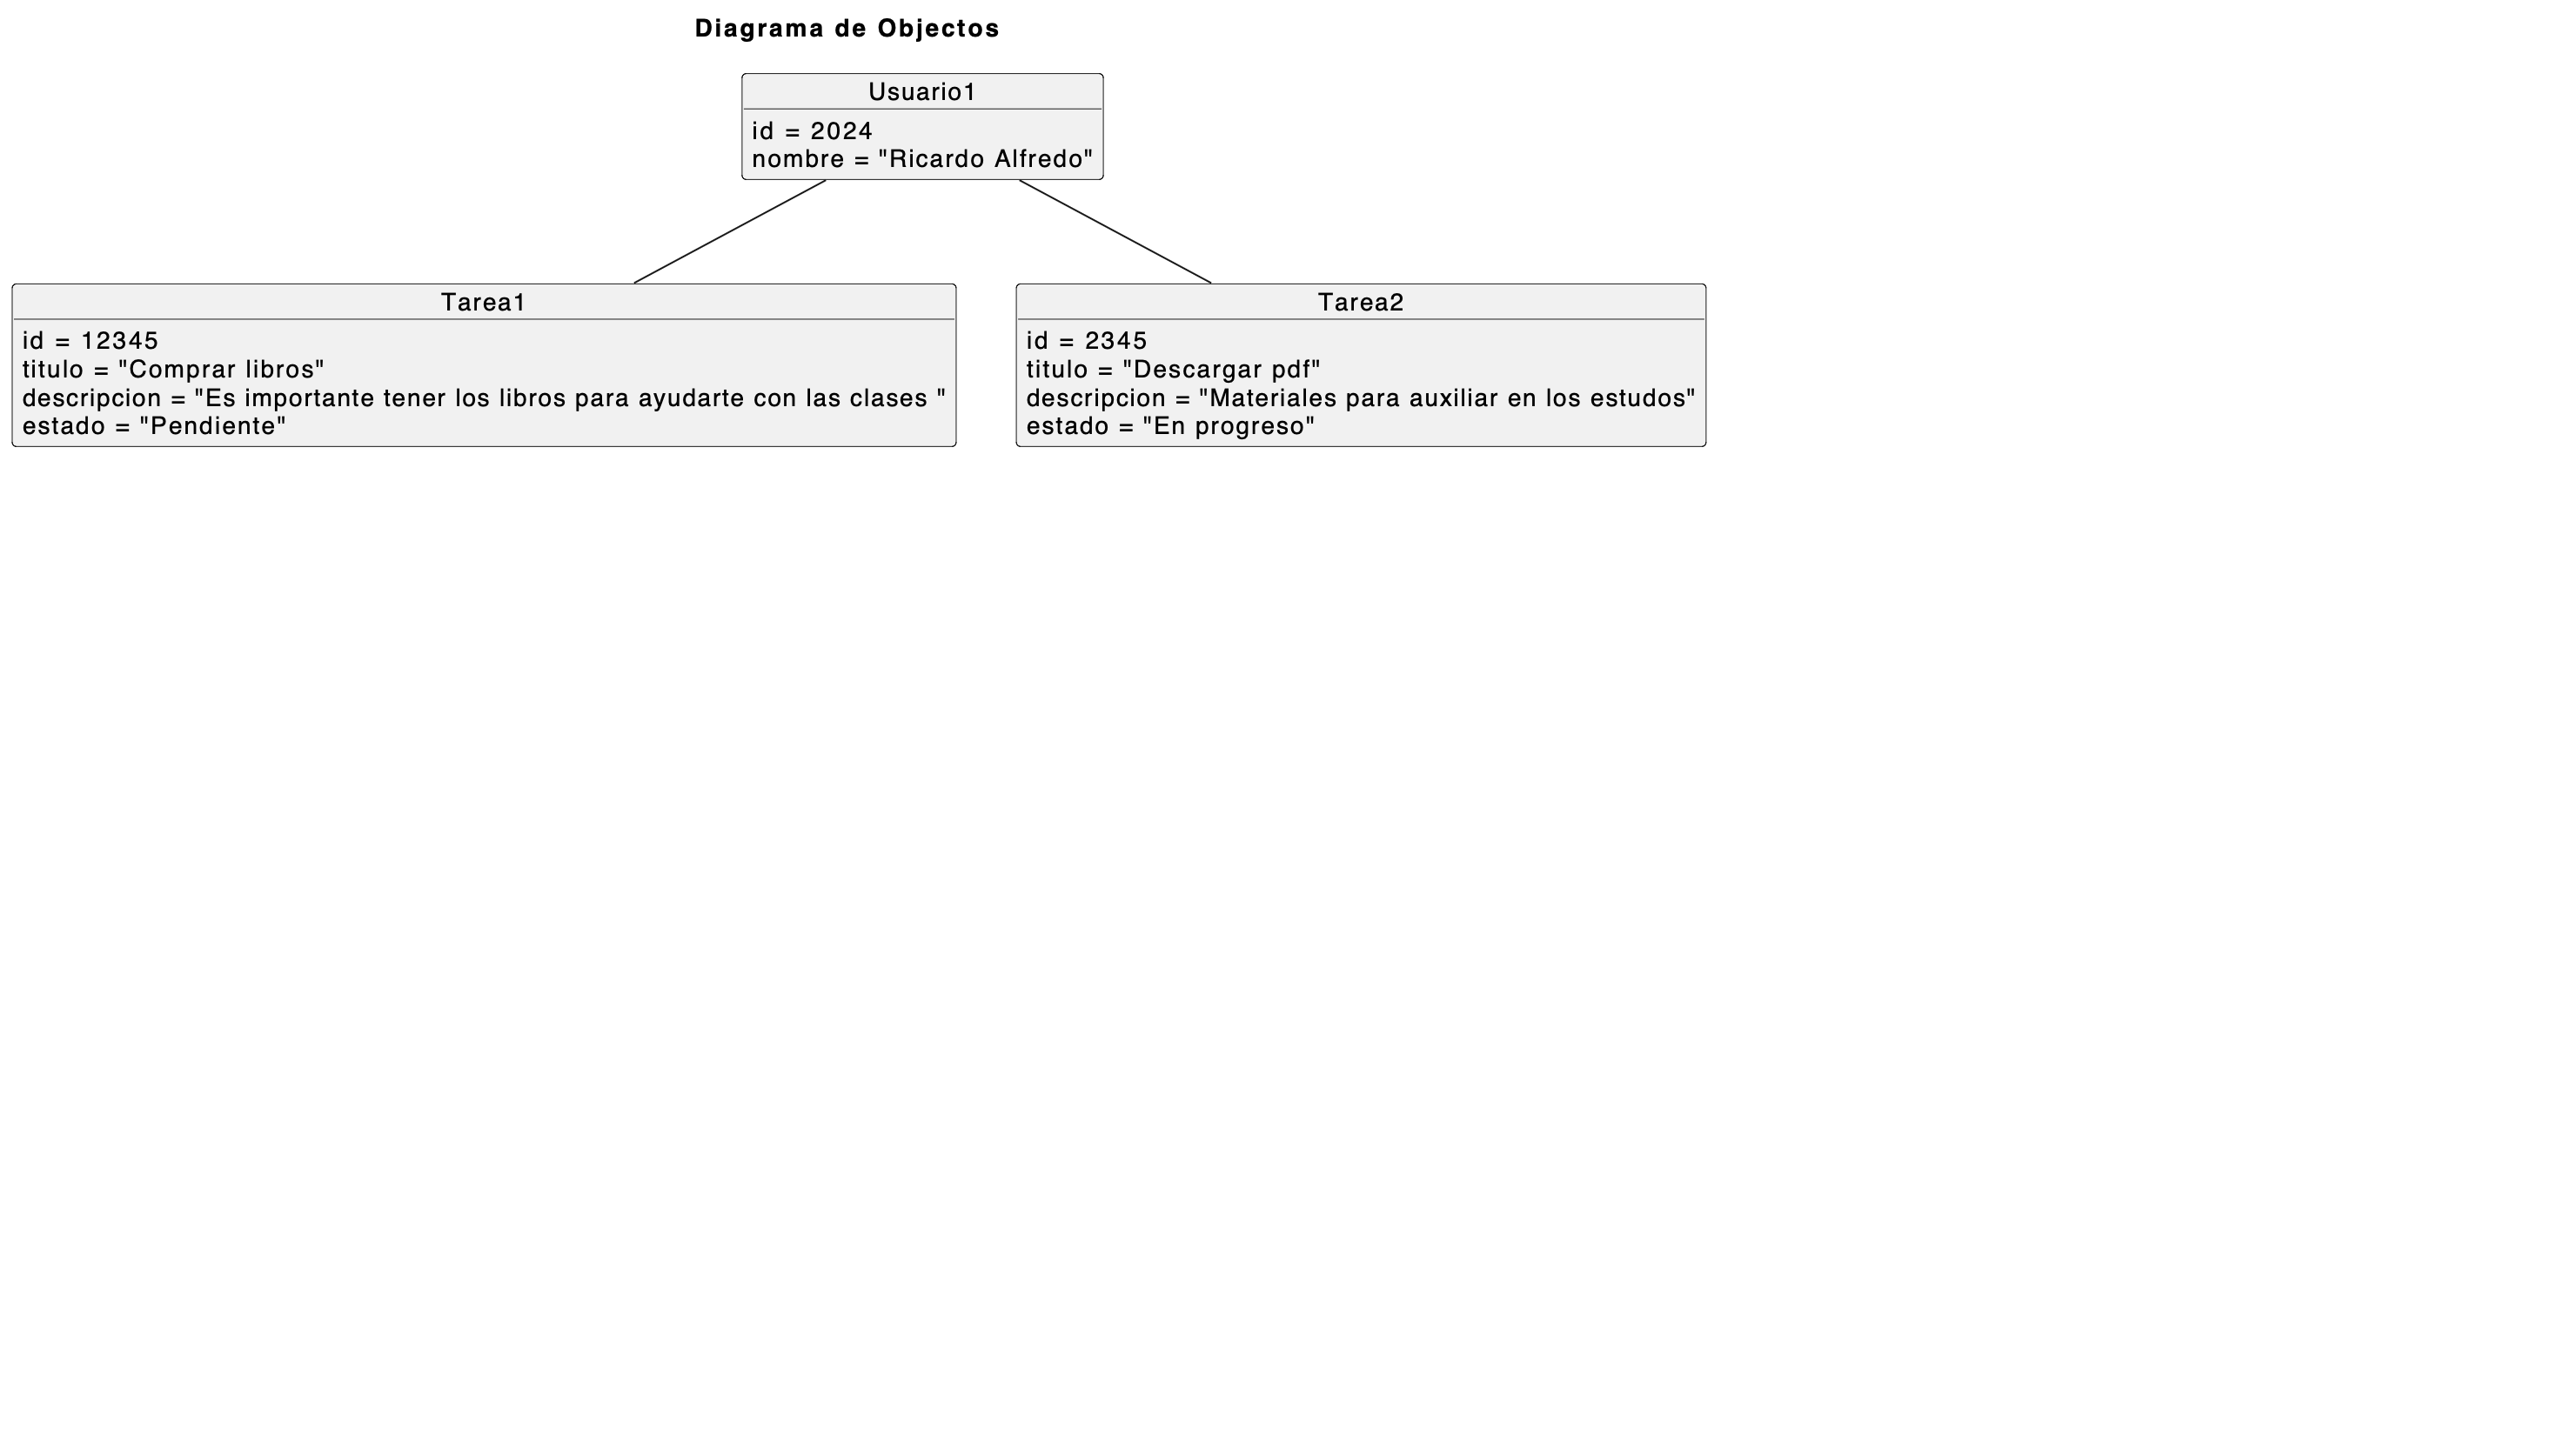 Diagrama de Objectos
Usuario1
id = 2024
nombre = "Ricardo Alfredo"
Tarea1
id = 12345
titulo = "Comprar libros"
descripcion = "Es importante tener los libros para ayudarte con las clases "
estado = "Pendiente"
Tarea2
id = 2345
titulo = "Descargar pdf"
descripcion = "Materiales para auxiliar en los estudos"
estado = "En progreso"